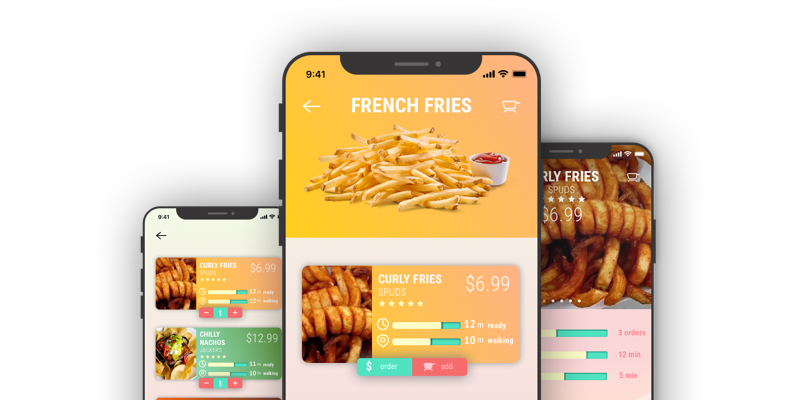 9:41
CURLY FRIES
SPUDS
$6.99
12 m ready
10 m walking
1
CHILLY
NACHOS
JACKERS
$12.99
11 m ready
10 m walking
1
9:41
FRENCH FRIES
CURLY FRIES
SPUDS
$6.99
12 m ready
10 m walking
$ order
add
RLY FRIES
SPUDS
$6.99
3 orders
12 min
5 min